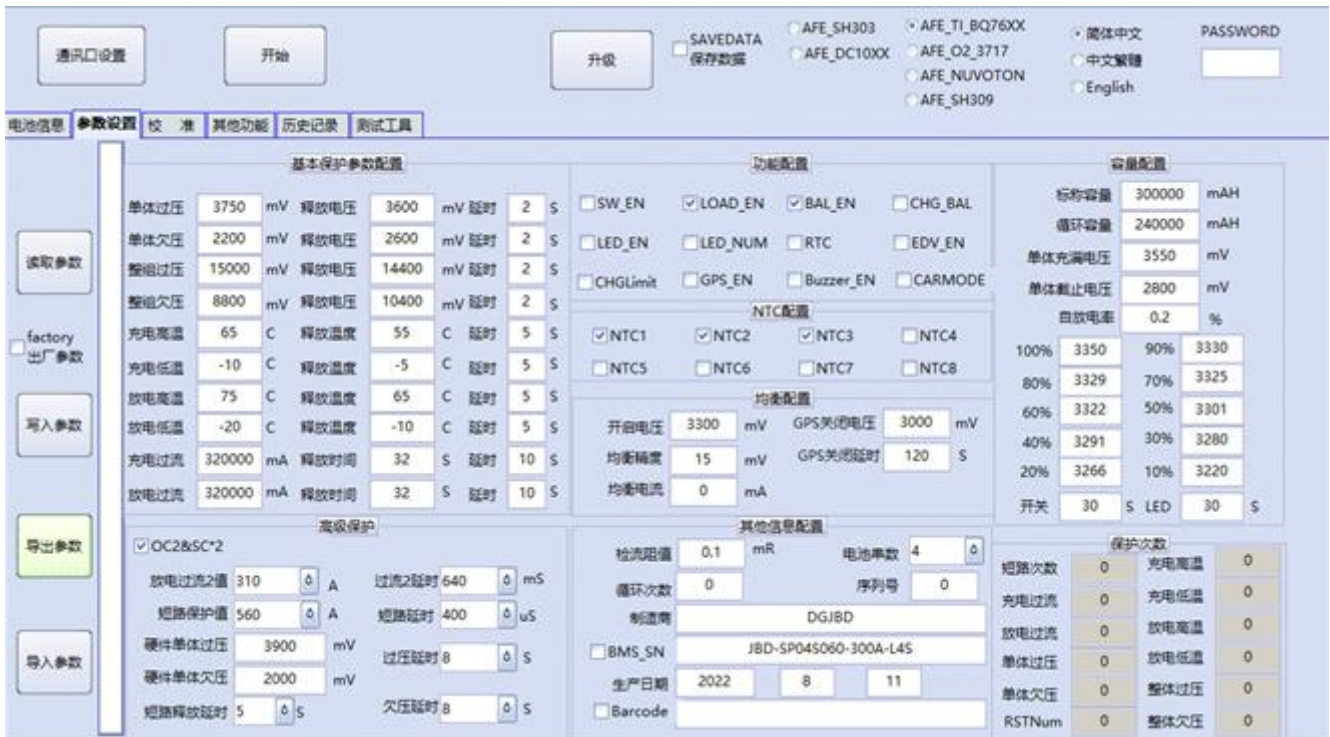 通讯口设置
开始
升级
SAVEDATA
保存数据
AFE_SH303
AFE_DC10XX
AFE_TI_BQ76XX
AFE_O2_3717
AFE_NUVOTON
AFE_SH309
简体中文
中文繁體
English
PASSWORD
电池信息 参数设置 校 准 其他功能 历史记录 测试工具
读取参数
factory
出厂参数
写入参数
导出参数
导入参数
基本保护参数配置
单体过压 3750 mV 释放电压 3600 mV 延时 2 S
单体欠压 2200 mV 释放电压 2600 mV 延时 2 S
整组过压 15000 mV 释放电压 14400 mV 延时 2 S
整组欠压 8800 mV 释放电压 10400 mV 延时 2 S
充电高温 65 C 释放温度 55 C 延时 5 S
充电低温 -10 C 释放温度 -5 C 延时 5 S
放电高温 75 C 释放温度 65 C 延时 5 S
放电低温 -20 C 释放温度 -10 C 延时 5 S
充电过流 320000 mA 释放时间 32 S 延时 10 S
放电过流 320000 mA 释放时间 32 S 延时 10 S
高级保护
OC2&SC*2
放电过流2值 310 A 过流2延时 640 mS
短路保护值 560 A 短路延时 400 uS
硬件单体过压 3900 mV 过压延时 8 S
硬件单体欠压 2000 mV
短路释放延时 5 S 欠压延时 8 S
功能配置
SW_EN LOAD_EN BAL_EN CHG_BAL
LED_EN LED_NUM RTC EDV_EN
CHGLimit GPS_EN Buzzer_EN CARMODE
NTC配置
NTC1 NTC2 NTC3 NTC4
NTC5 NTC6 NTC7 NTC8
均衡配置
开启电压 3300 mV GPS关闭电压 3000 mV
均衡精度 15 mV GPS关闭延时 120 S
均衡电流 0 mA
其他信息配置
检流阻值 0.1 mR 电池串数 4
循环次数 0 序列号 0
制造商 DGJBD
BMS_SN JBD-SP04S060-300A-L4S
生产日期 2022 8 11
Barcode
容量配置
标称容量 300000 mAH
循环容量 240000 mAH
单体充满电压 3550 mV
单体截止电压 2800 mV
自放电率 0.2 %
100% 3350 90% 3330
80% 3329 70% 3325
60% 3322 50% 3301
40% 3291 30% 3280
20% 3266 10% 3220
开关 30 S LED 30 S
保护次数
短路次数 0 充电高温 0
充电过流 0 充电低温 0
放电过流 0 放电高温 0
单体过压 0 放电低温 0
单体欠压 0 整体过压 0
RSTNum 0 整体欠压 0